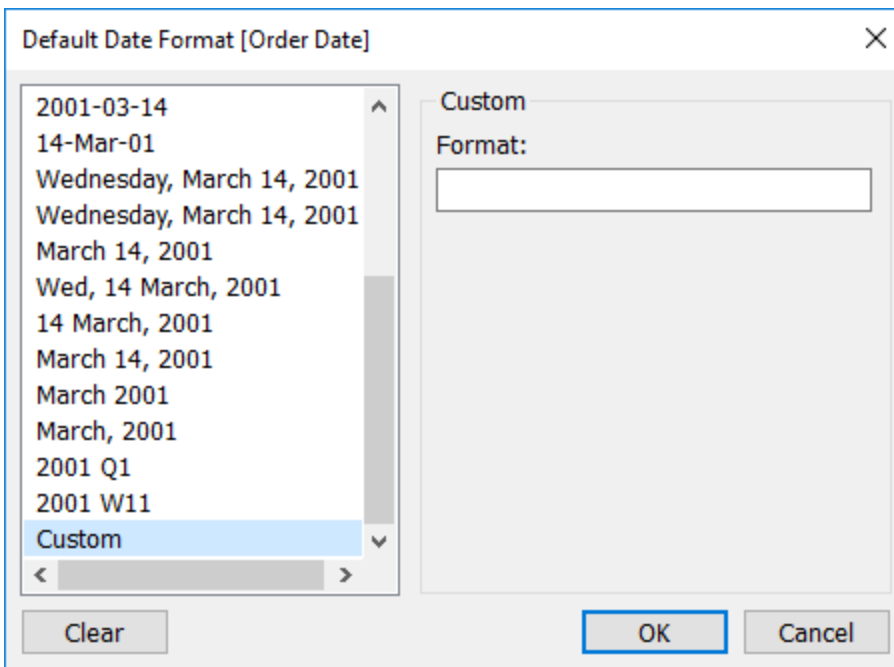 Default Date Format [Order Date]
2001-03-14
14-Mar-01
Wednesday, March 14, 2001
Wednesday, March 14, 2001
March 14, 2001
Wed, 14 March, 2001
14 March, 2001
March 14, 2001
March 2001
March, 2001
2001 Q1
2001 W11
Custom
Custom
Format:
Clear
OK
Cancel